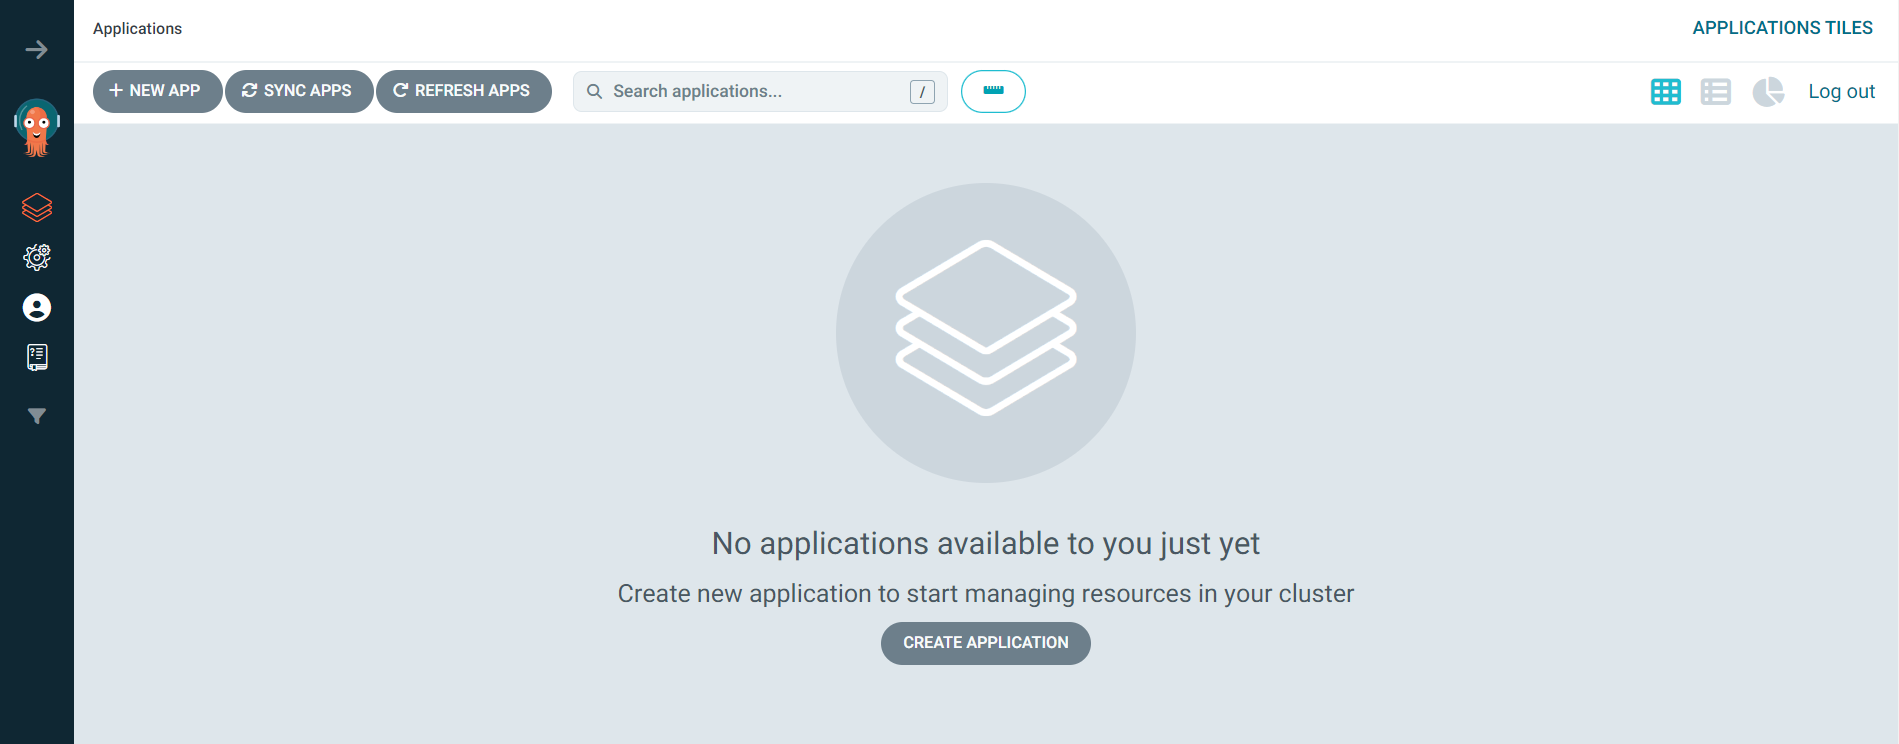 Applications
APPLICATIONS TILES
NEW APP
SYNC APPS
REFRESH APPS
Search applications...
/
Log out
No applications available to you just yet
Create new application to start managing resources in your cluster
CREATE APPLICATION